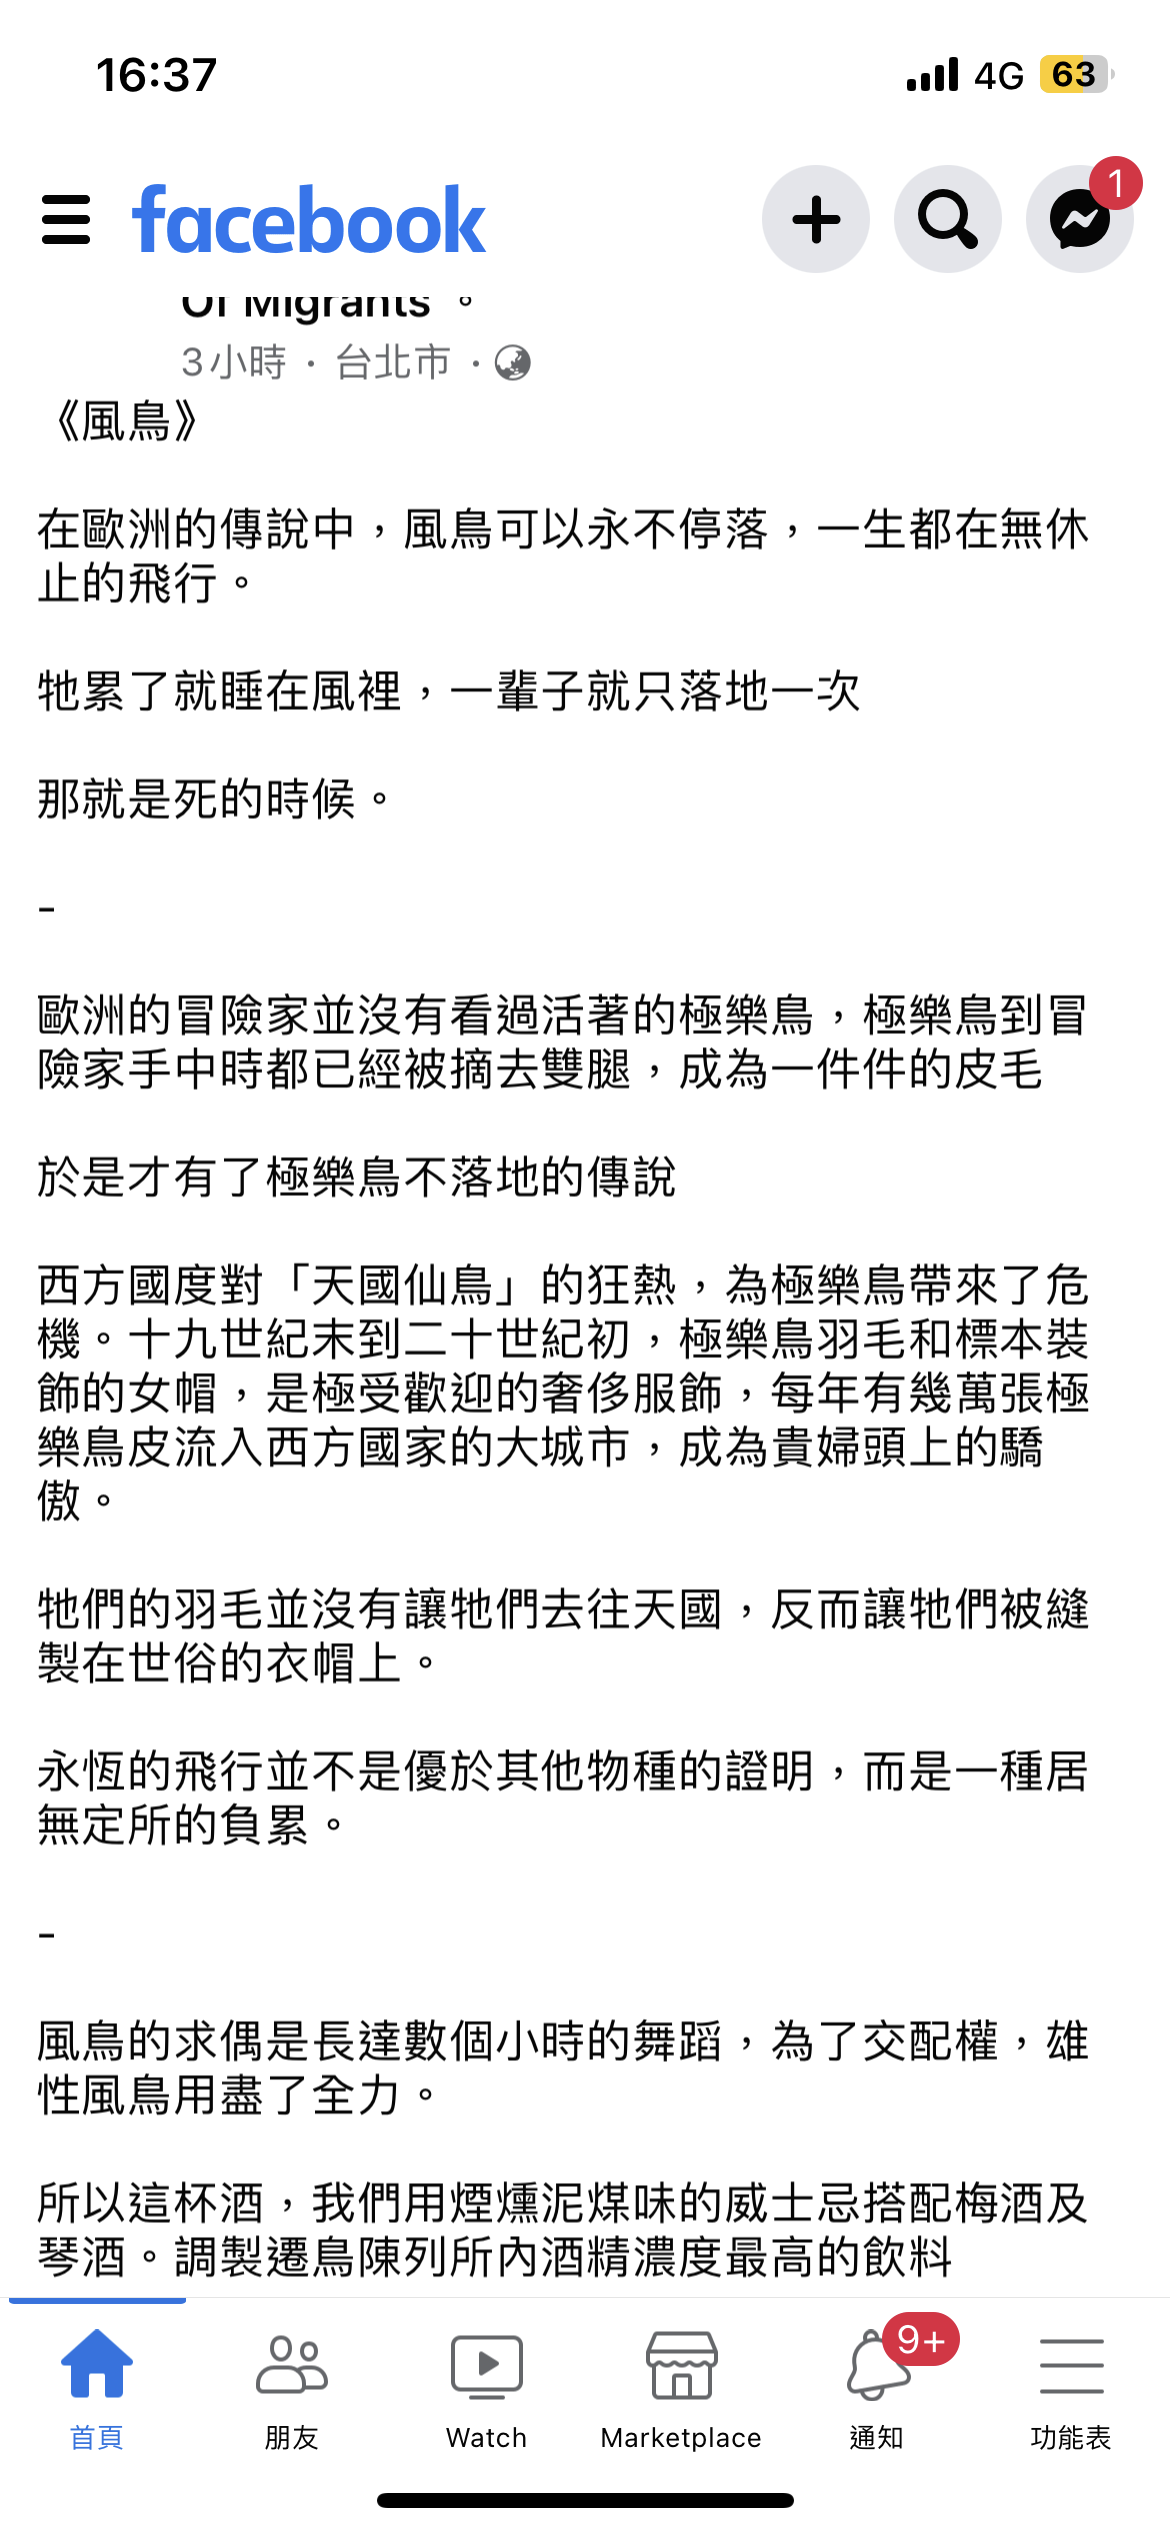 16:37
4G 63
facebook
1
Of Migrants 。
3小時 · 台北市 ·
《風鳥》
在歐洲的傳說中，風鳥可以永不停落，一生都在無休
止的飛行。
牠累了就睡在風裡，一輩子就只落地一次
那就是死的時候。
-
歐洲的冒險家並沒有看過活著的極樂鳥，極樂鳥到冒
險家手中時都已經被摘去雙腿，成為一件件的皮毛
於是才有了極樂鳥不落地的傳說
西方國度對「天國仙鳥」的狂熱，為極樂鳥帶來了危
機。十九世紀末到二十世紀初，極樂鳥羽毛和標本裝
飾的女帽，是極受歡迎的奢侈服飾，每年有幾萬張極
樂鳥皮流入西方國家的大城市，成為貴婦頭上的驕
傲。
牠們的羽毛並沒有讓牠們去往天國，反而讓牠們被縫
製在世俗的衣帽上。
永恆的飛行並不是優於其他物種的證明，而是一種居
無定所的負累。
-
風鳥的求偶是長達數個小時的舞蹈，為了交配權，雄
性風鳥用盡了全力。
所以這杯酒，我們用煙燻泥煤味的威士忌搭配梅酒及
琴酒。調製遷鳥陳列所內酒精濃度最高的飲料
9+
首頁 朋友 Watch Marketplace 通知 功能表